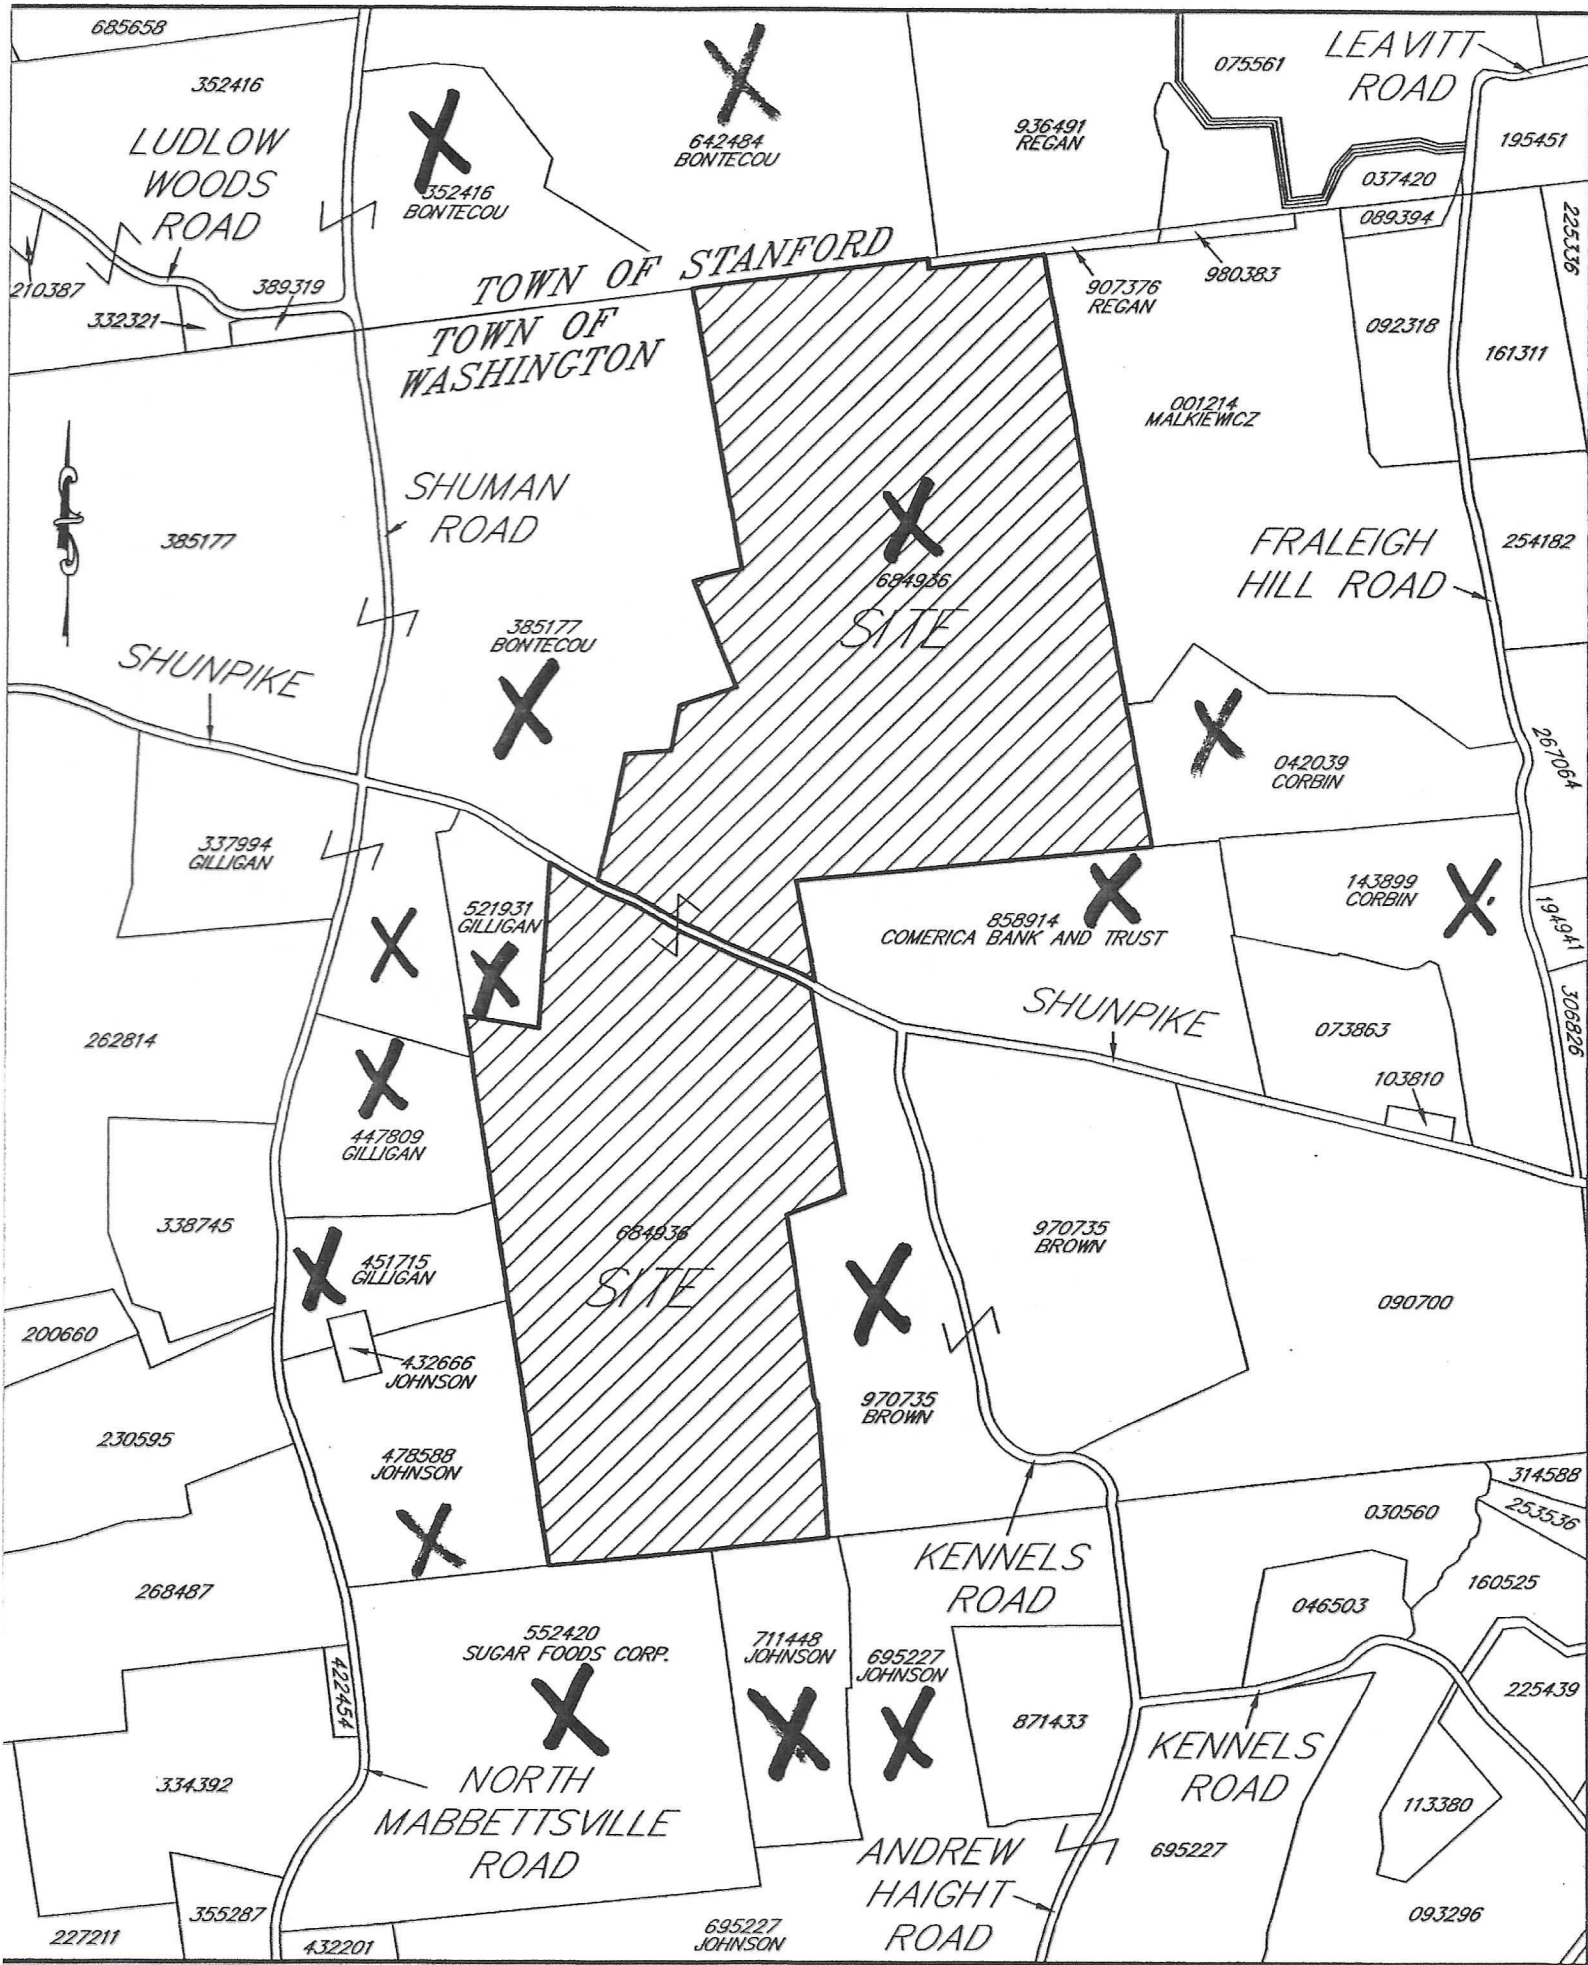 685658
352416
LUDLOW
WOODS
ROAD
352416
BONTECOU
642484
BONTECOU
936491
REGAN
075561
LEAVITT
ROAD
195451
037420
089394
225336
210387
332321
389319
TOWN OF STANFORD
TOWN OF
WASHINGTON
907376
REGAN
980383
092318
161311
001214
MALKIEWICZ
385177
SHUMAN
ROAD
684936
SITE
FRALEIGH
HILL ROAD
254182
385177
BONTECOU
SHUNPIKE
042039
CORBIN
267064
337994
GILLIGAN
521931
GILLIGAN
858914
COMERICA BANK AND TRUST
143899
CORBIN
194941
306826
262814
SHUNPIKE
073863
103810
447809
GILLIGAN
338745
451715
GILLIGAN
684936
SITE
970735
BROWN
090700
200660
432666
JOHNSON
970735
BROWN
230595
478588
JOHNSON
314588
253536
030560
KENNELS
ROAD
160525
268487
046503
552420
SUGAR FOODS CORP.
711448
JOHNSON
695227
JOHNSON
422454
871433
225439
KENNELS
ROAD
334392
NORTH
MABBETTSVILLE
ROAD
113380
ANDREW
HAIGHT
ROAD
695227
355287
227211
432201
695227
JOHNSON
093296